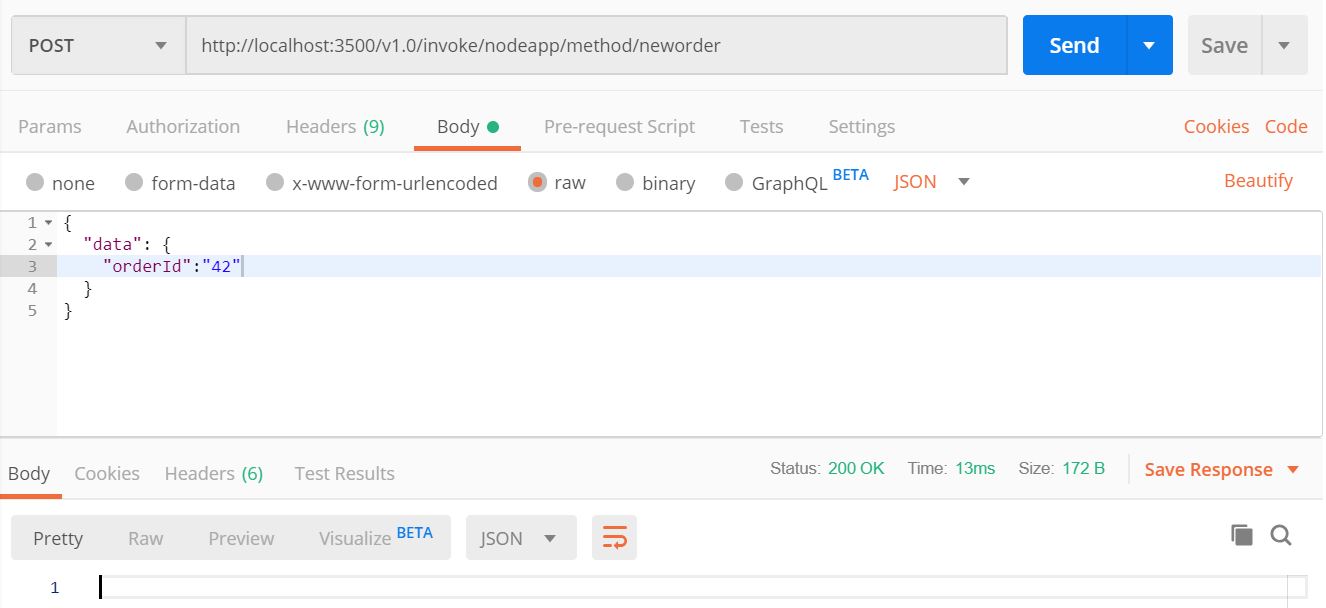 POST http://localhost:3500/v1.0/invoke/nodeapp/method/neworder Send Save
Params Authorization Headers (9) Body Pre-request Script Tests Settings Cookies Code
none form-data x-www-form-urlencoded raw binary GraphQL BETA JSON Beautify
1 {
2 "data": {
3 "orderId":"42"
4 }
5 }
Body Cookies Headers (6) Test Results Status: 200 OK Time: 13ms Size: 172 B Save Response
Pretty Raw Preview Visualize BETA JSON
1